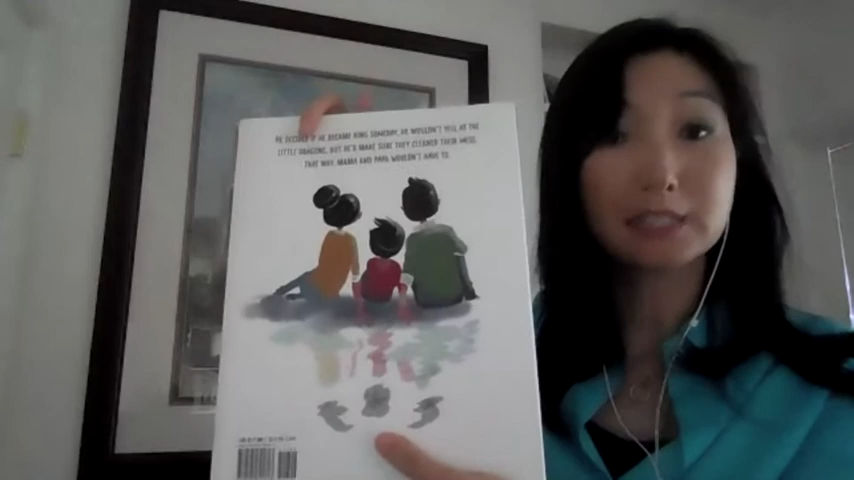 HE DECIDED IF HE BECAME KING SOMEDAY, HE WOULDN'T YELL AT THE
LITTLE DRAGONS, BUT HE'D MAKE SURE THEY CLEANED THEIR MESS.
THAT WAY, MAMA AND PAPA WOULDN'T HAVE TO.